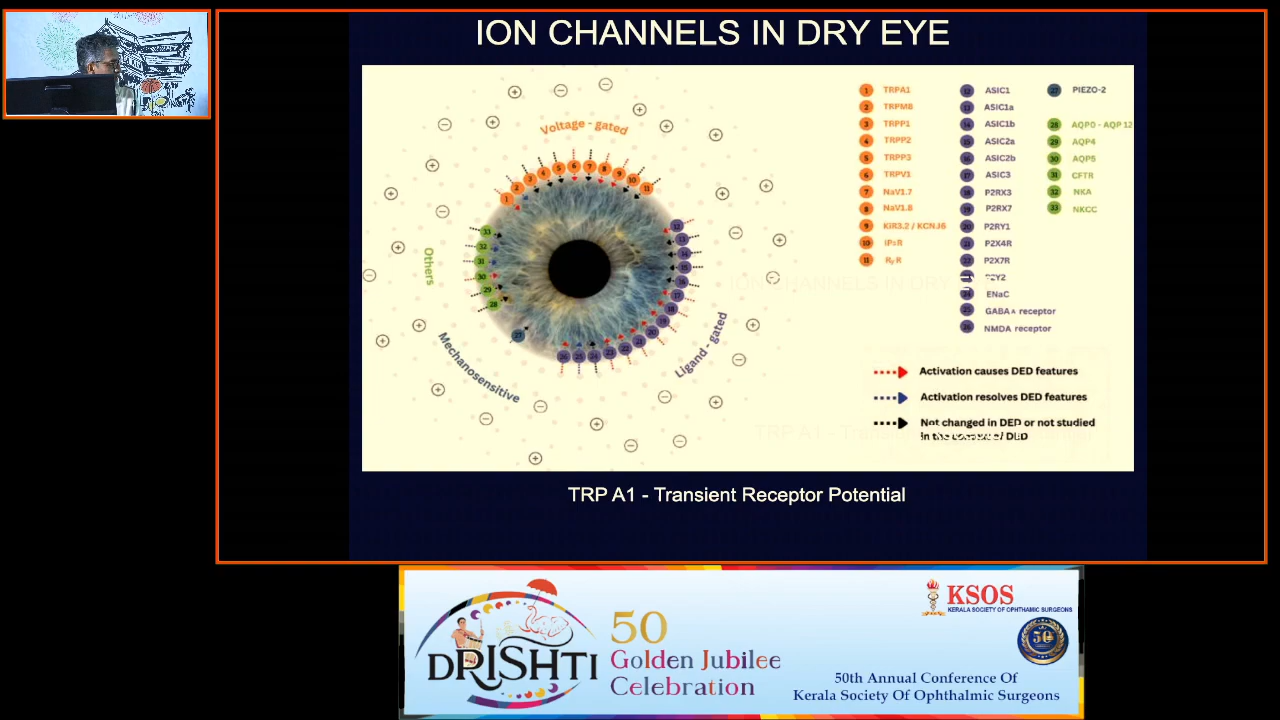 ION CHANNELS IN DRY EYE
Voltage - gated
Ligand - gated
Mechanosensitive
Others
1 TRPA1
2 TRPM8
3 TRPP1
4 TRPP2
5 TRPP3
6 TRPV1
7 NaV1.7
8 NaV1.8
9 KiR3.2 / KCNJ6
10 IP3R
11 RyR
12 ASIC1
13 ASIC1a
14 ASIC1b
15 ASIC2a
16 ASIC2b
17 ASIC3
18 P2RX3
19 P2RX7
20 P2RY1
21 P2X4R
22 P2X7R
P2Y2
24 ENaC
25 GABAA receptor
26 NMDA receptor
27 PIEZO-2
28 AQP0 - AQP 12
29 AQP4
30 AQP5
31 CFTR
32 NKA
33 NKCC
Activation causes DED features
Activation resolves DED features
Not changed in DED or not studied
in DED
TRP A1 - Transient Receptor Potential
DRISHTI
50
Golden Jubilee
Celebration
KSOS
KERALA SOCIETY OF OPHTHAMIC SURGEONS
50
50th Annual Conference Of
Kerala Society Of Ophthalmic Surgeons